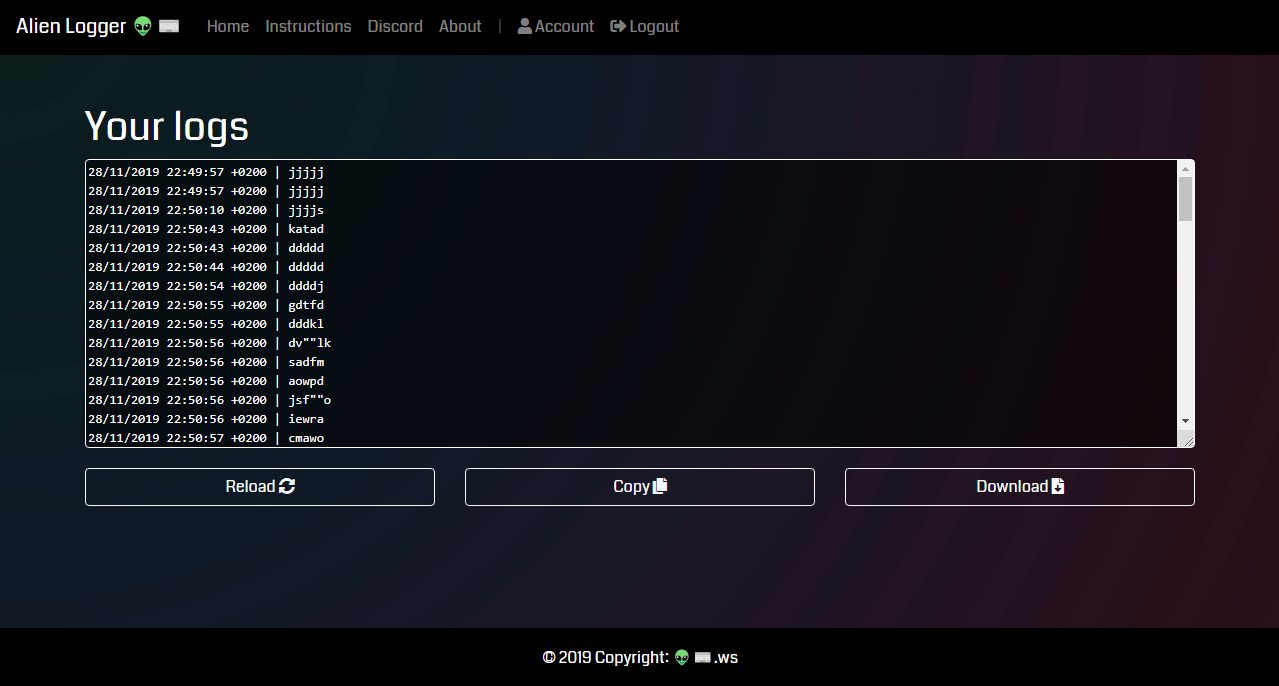 Alien Logger 👽 ⌨️ Home Instructions Discord About | Account Logout
Your logs
28/11/2019 22:49:57 +0200 | jjjjj
28/11/2019 22:49:57 +0200 | jjjjj
28/11/2019 22:50:10 +0200 | jjjjs
28/11/2019 22:50:43 +0200 | katad
28/11/2019 22:50:43 +0200 | ddddd
28/11/2019 22:50:44 +0200 | ddddd
28/11/2019 22:50:54 +0200 | ddddj
28/11/2019 22:50:55 +0200 | gdtfd
28/11/2019 22:50:55 +0200 | dddkl
28/11/2019 22:50:56 +0200 | dv""lk
28/11/2019 22:50:56 +0200 | sadfm
28/11/2019 22:50:56 +0200 | aowpd
28/11/2019 22:50:56 +0200 | jsf""o
28/11/2019 22:50:56 +0200 | iewra
28/11/2019 22:50:57 +0200 | cmawo
Reload Copy Download
© 2019 Copyright: 👽 ⌨️.ws